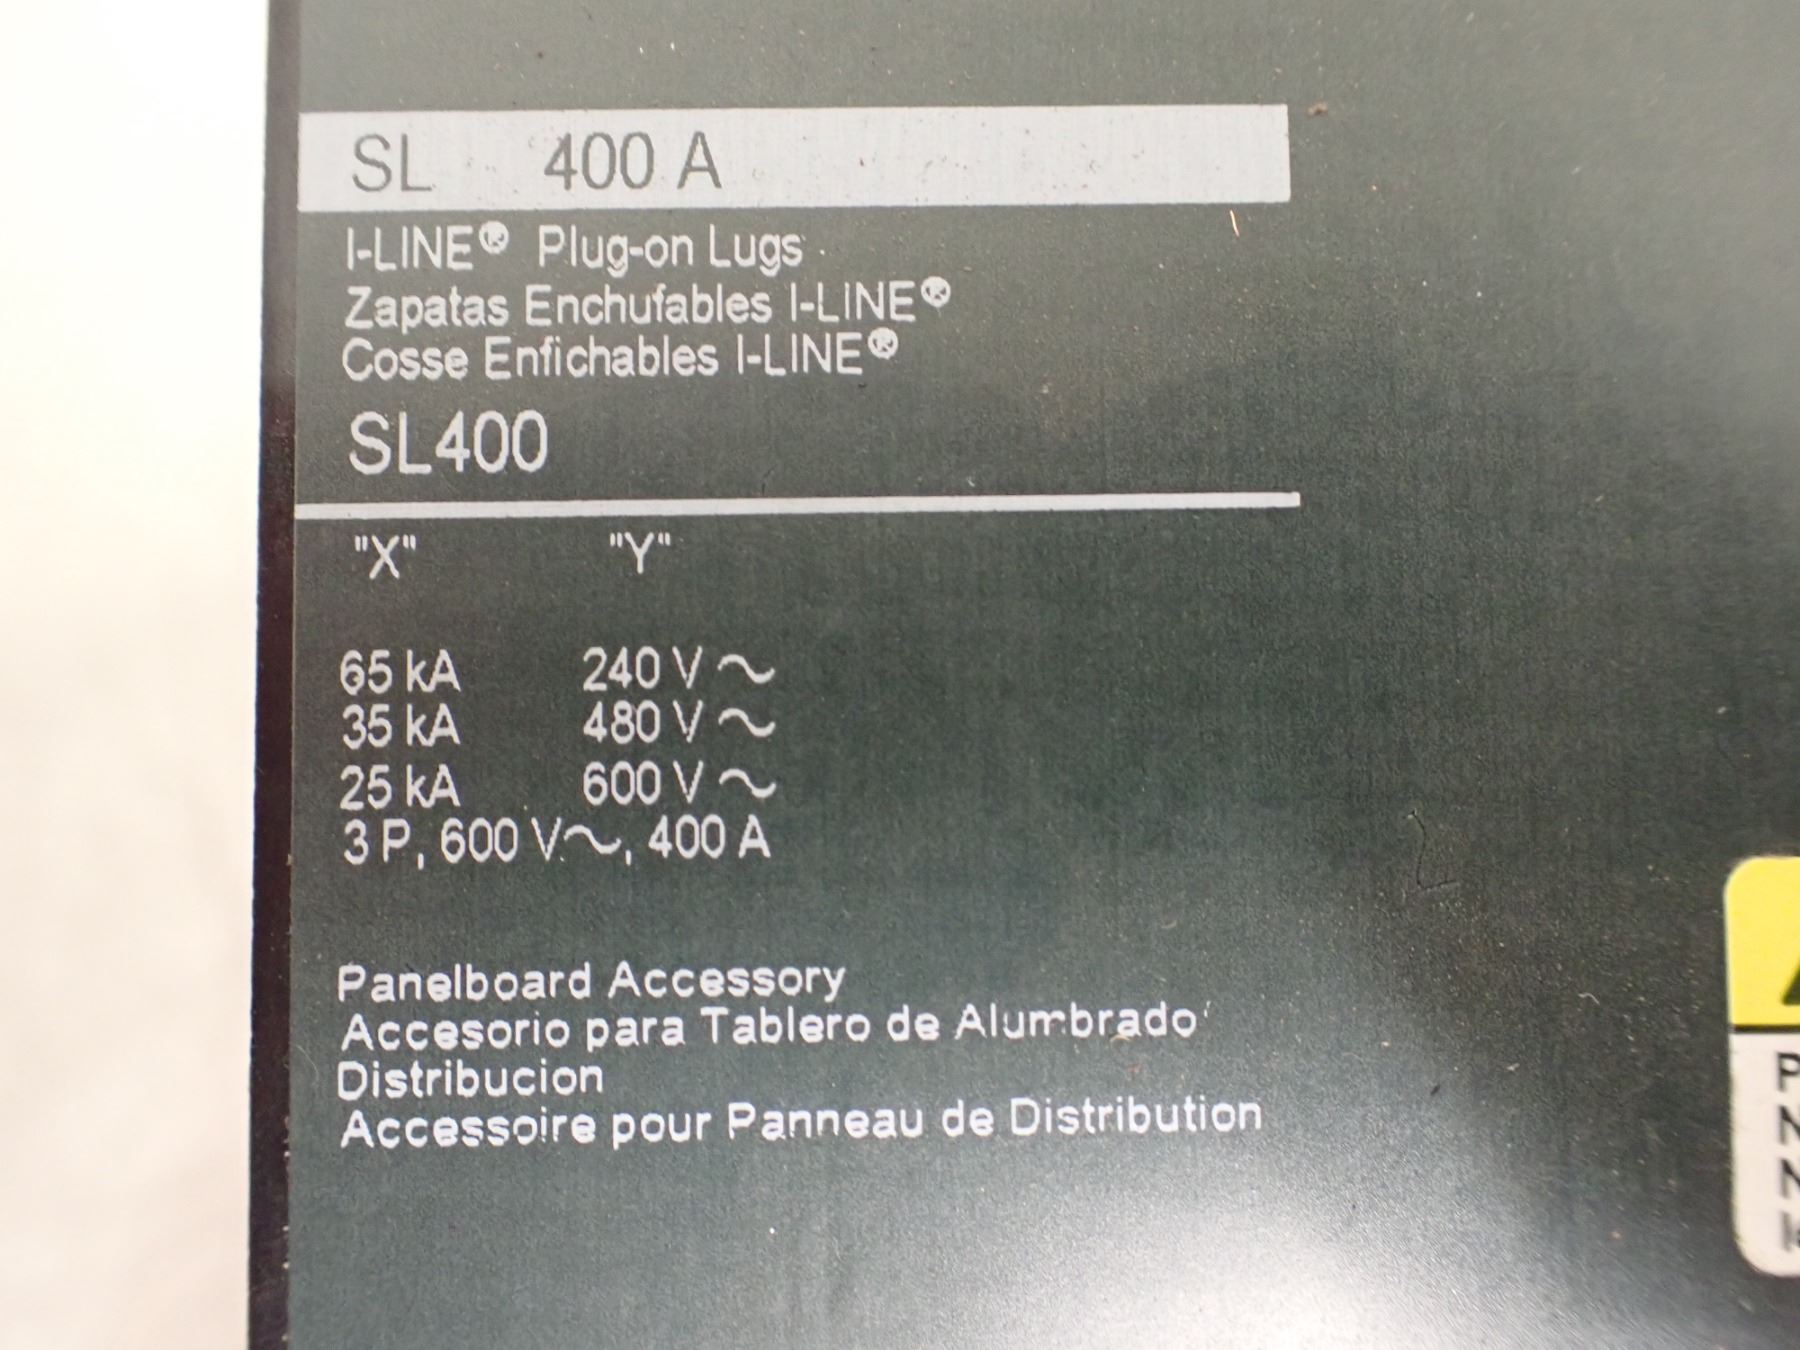 SL 400 A
I-LINE® Plug-on Lugs
Zapatas Enchufables I-LINE®
Cosse Enfichables I-LINE®
SL400
"X" "Y"
65 kA 240 V ~
35 kA 480 V ~
25 kA 600 V ~
3 P, 600 V ~, 400 A
Panelboard Accessory
Accesorio para Tablero de Alumbrado
Distribucion
Accessoire pour Panneau de Distribution